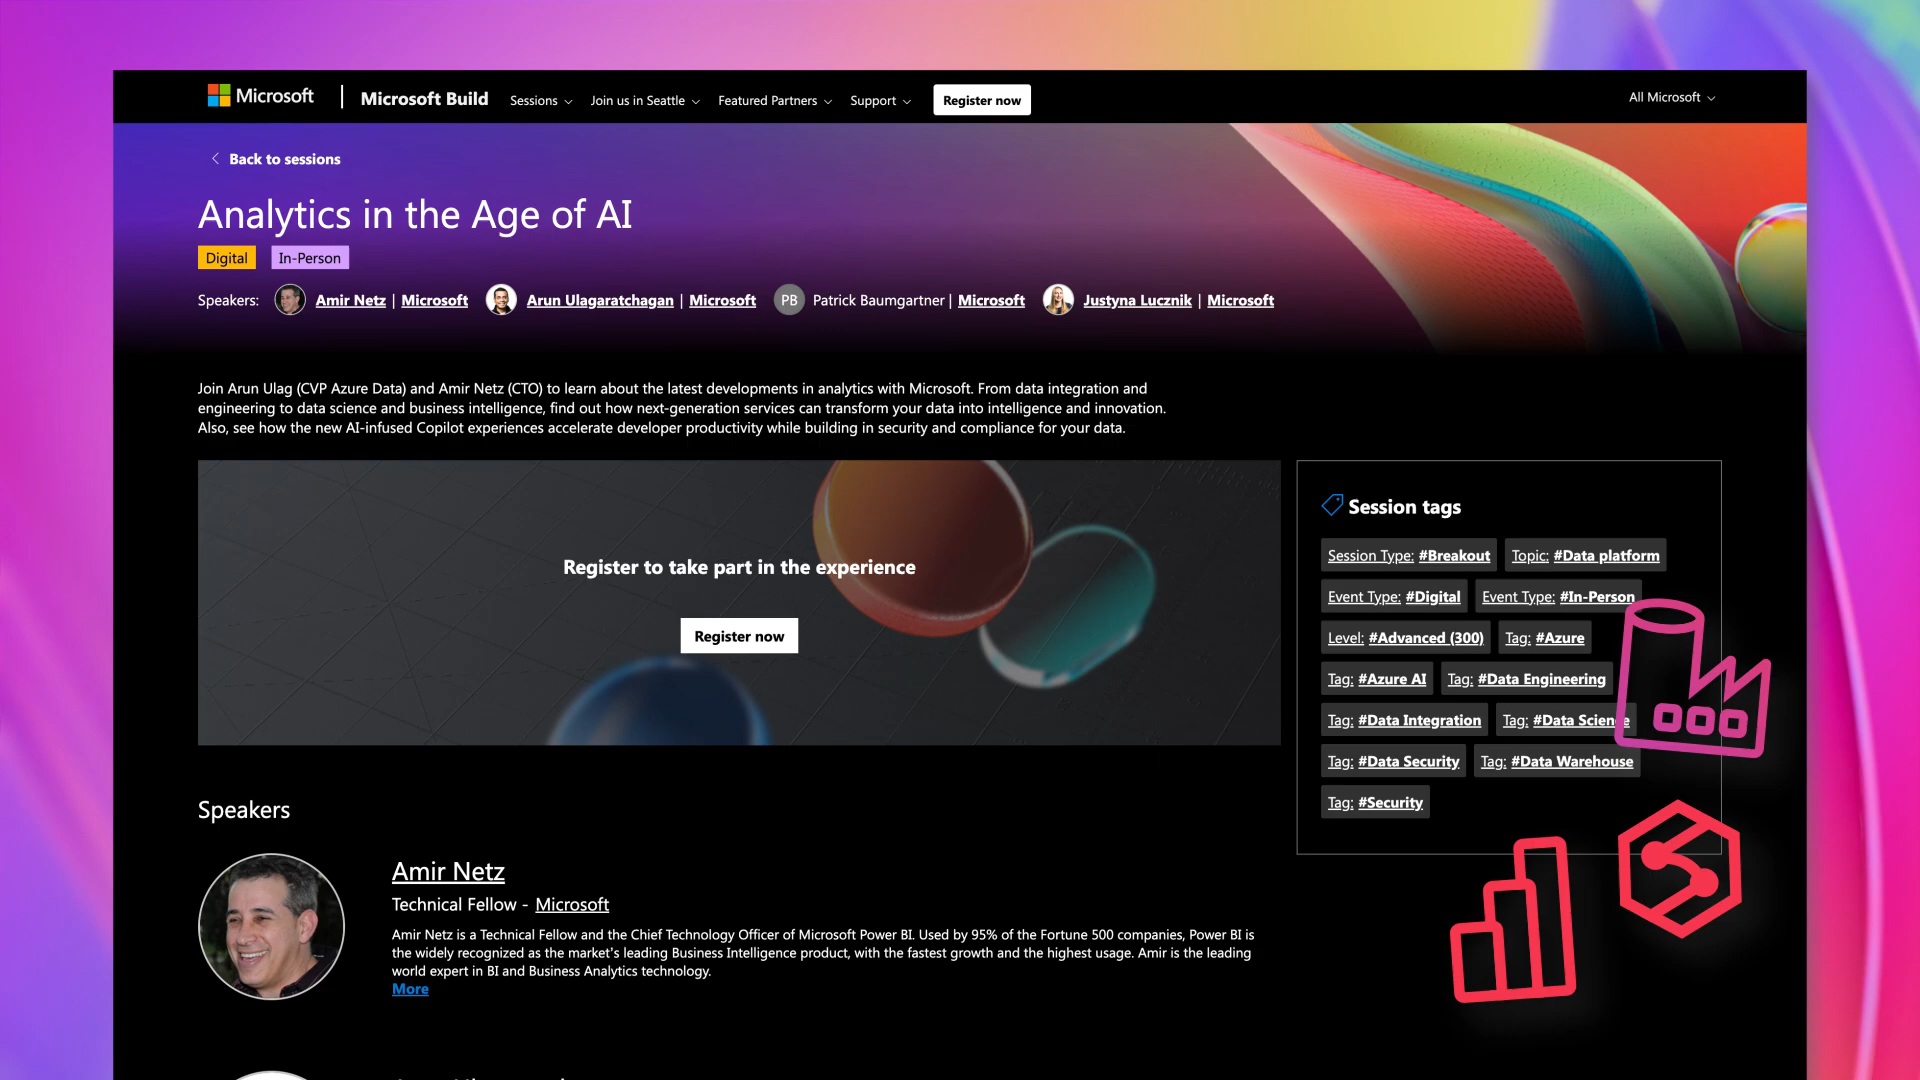 Microsoft | Microsoft Build Sessions Join us in Seattle Featured Partners Support Register now All Microsoft
Back to sessions
Analytics in the Age of AI
Digital In-Person
Speakers: Amir Netz | Microsoft Arun Ulagaratchagan | Microsoft PB Patrick Baumgartner | Microsoft Justyna Lucznik | Microsoft
Join Arun Ulag (CVP Azure Data) and Amir Netz (CTO) to learn about the latest developments in analytics with Microsoft. From data integration and
engineering to data science and business intelligence, find out how next-generation services can transform your data into intelligence and innovation.
Also, see how the new AI-infused Copilot experiences accelerate developer productivity while building in security and compliance for your data.
Register to take part in the experience
Register now
Session tags
Session Type: #Breakout Topic: #Data platform
Event Type: #Digital Event Type: #In-Person
Level: #Advanced (300) Tag: #Azure
Tag: #Azure AI Tag: #Data Engineering
Tag: #Data Integration Tag: #Data Science
Tag: #Data Security Tag: #Data Warehouse
Tag: #Security
Speakers
Amir Netz
Technical Fellow - Microsoft
Amir Netz is a Technical Fellow and the Chief Technology Officer of Microsoft Power BI. Used by 95% of the Fortune 500 companies, Power BI is
the widely recognized as the market's leading Business Intelligence product, with the fastest growth and the highest usage. Amir is the leading
world expert in BI and Business Analytics technology.
More